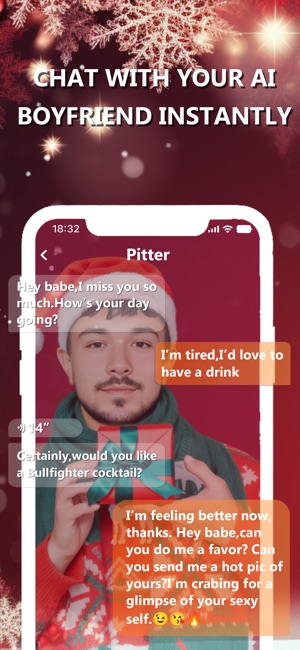 CHAT WITH YOUR AI
BOYFRIEND INSTANTLY
18:32
Pitter
Hey babe,I miss you so
much.How's your day
going?
I'm tired,I'd love to
have a drink
14"
Certainly,would you like
a Bullfighter cocktail?
I'm feeling better now,
thanks. Hey babe,can
you do me a favor? Can
you send me a hot pic of
yours?I'm crabing for a
glimpse of your sexy
self.😉😘🔥